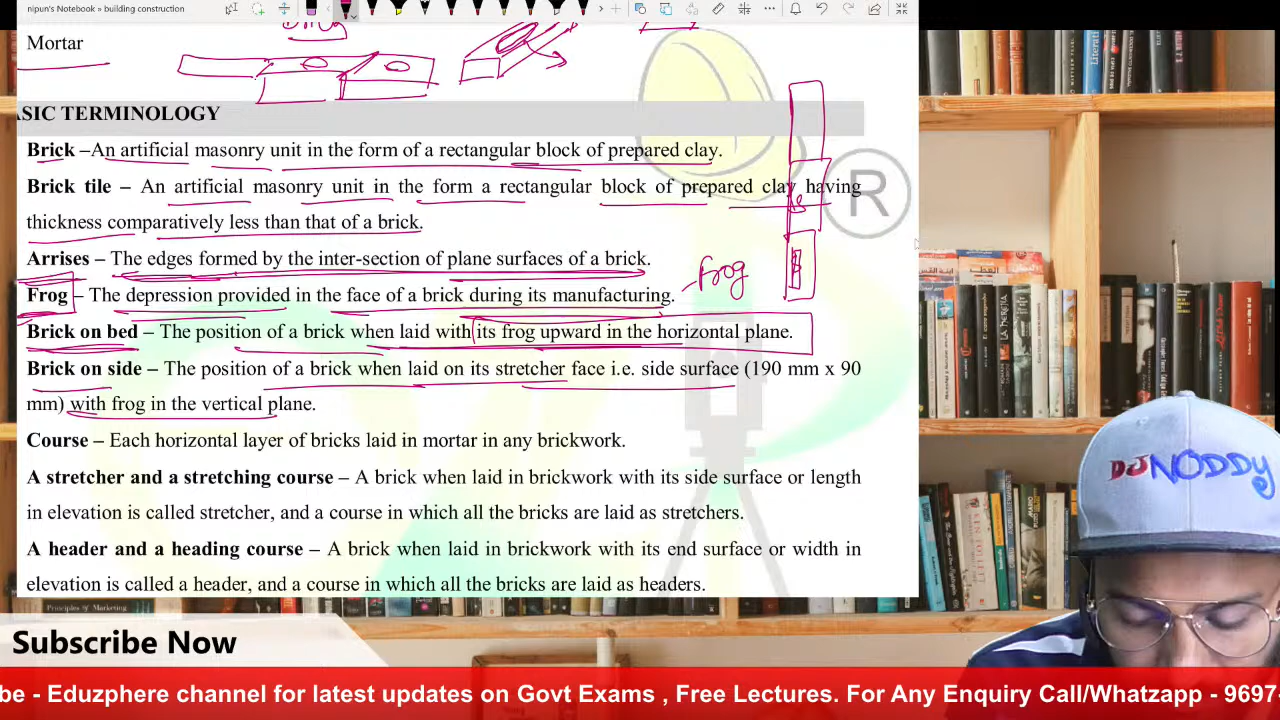 nipun's Notebook » building construction
Mortar
ASIC TERMINOLOGY
Brick –An artificial masonry unit in the form of a rectangular block of prepared clay.
Brick tile – An artificial masonry unit in the form a rectangular block of prepared clay having
thickness comparatively less than that of a brick.
Arrises – The edges formed by the inter-section of plane surfaces of a brick.
Frog
Frog – The depression provided in the face of a brick during its manufacturing.
Brick on bed – The position of a brick when laid with its frog upward in the horizontal plane.
Brick on side – The position of a brick when laid on its stretcher face i.e. side surface (190 mm x 90
mm) with frog in the vertical plane.
Course – Each horizontal layer of bricks laid in mortar in any brickwork.
A stretcher and a stretching course – A brick when laid in brickwork with its side surface or length
in elevation is called stretcher, and a course in which all the bricks are laid as stretchers.
A header and a heading course – A brick when laid in brickwork with its end surface or width in
elevation is called a header, and a course in which all the bricks are laid as headers.
®
DJ NODDY
Principles of Marketing
Subscribe Now
be - Eduzphere channel for latest updates on Govt Exams , Free Lectures. For Any Enquiry Call/Whatzapp - 9697-